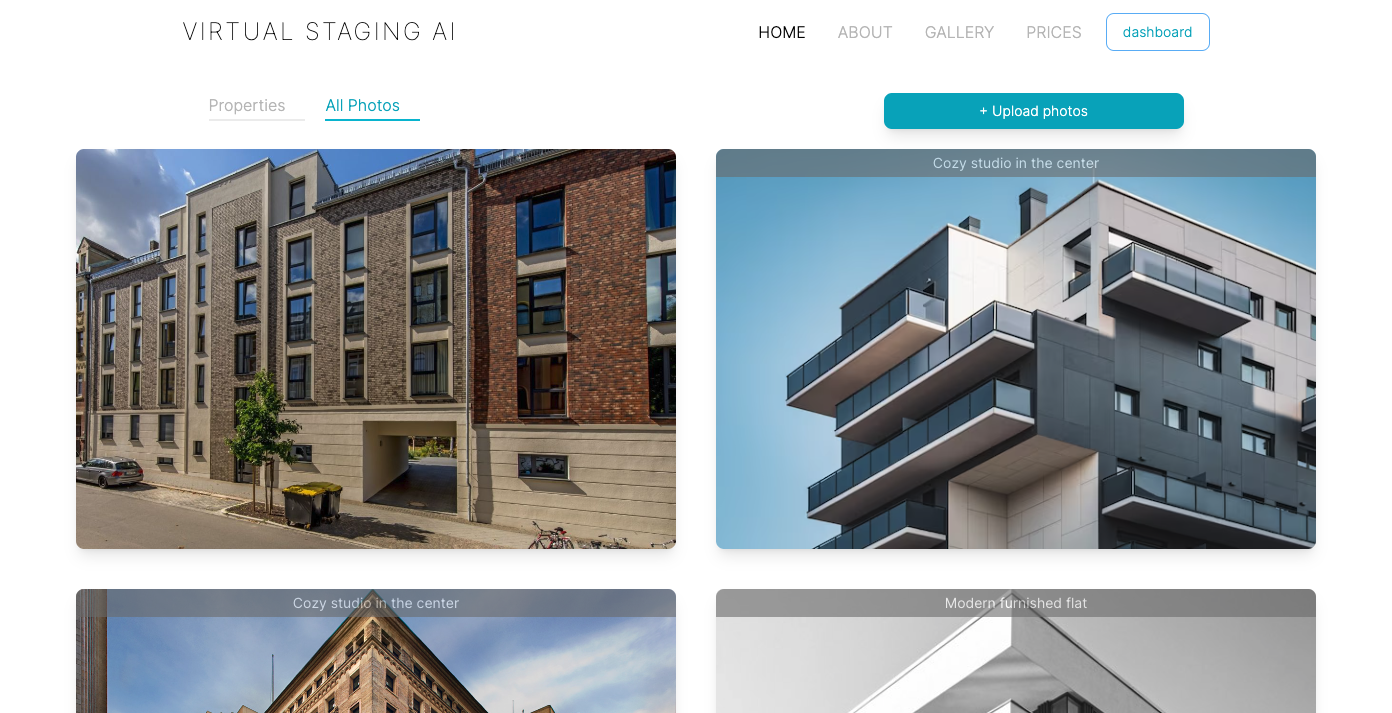 VIRTUAL STAGING AI
HOME
ABOUT
GALLERY
PRICES
dashboard
Properties
All Photos
+ Upload photos
Cozy studio in the center
Cozy studio in the center
Modern furnished flat